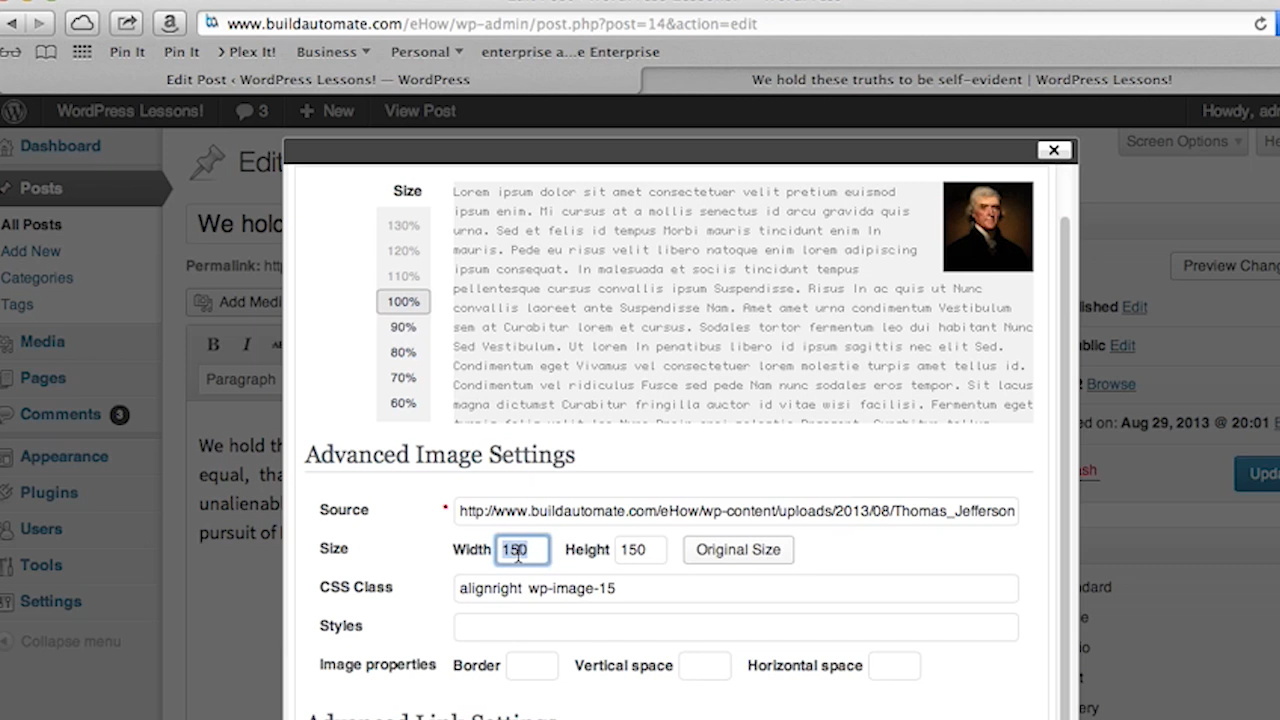 www.buildautomate.com/eHow/wp-admin/post.php?post=14&action=edit
Pin It Pin It Plex It! Business Personal enterprise a...e Enterprise
Edit Post ‹ WordPress Lessons! — WordPress
We hold these truths to be self-evident | WordPress Lessons!
WordPress Lessons! 3 + New View Post
Howdy,
Dashboard
Posts
All Posts
Add New
Categories
Tags
Media
Pages
Comments 3
Appearance
Plugins
Users
Tools
Settings
Collapse menu
Screen Options
We hold
Permalink:
Add
B I
Paragraph
We hold
equal,
pursuit of
Preview
Edit
Edit
Browse
on: Aug 29, 2013 @ 20:01
Size
130%
120%
110%
100%
90%
80%
70%
60%
Lorem ipsum dolor sit amet consectetuer velit pretium euismod
ipsum enim. Mi cursus at a mollis senectus id arcu gravida quis
urna. Sed et felis id tempus Morbi mauris tincidunt enim In
mauris. Pede eu risus velit libero natoque enim lorem adipiscing
ipsum consequat. In malesuada et sociis tincidunt tempus
pellentesque cursus convallis ipsum Suspendisse. Risus In ac quis ut Nunc
convallis laoreet ante Suspendisse Nam. Amet amet urna condimentum Vestibulum
sem at Curabitur lorem et cursus. Sodales tortor fermentum leo dui habitant Nunc
Sed Vestibulum. Ut lorem In penatibus libero id ipsum sagittis nec elit Sed.
Condimentum eget Vivamus vel consectetuer lorem molestie turpis amet tellus id.
Condimentum vel ridiculus Fusce sed pede Nam nunc sodales eros tempor. Sit lacus
magna dictumst Curabitur fringilla auctor id vitae wisi facilisi. Fermentum eget
Advanced Image Settings
Source * http://www.buildautomate.com/eHow/wp-content/uploads/2013/08/Thomas_Jefferson
Size Width 150 Height 150 Original Size
CSS Class alignright wp-image-15
Styles
Image properties Border Vertical space Horizontal space
Advanced Link Settings